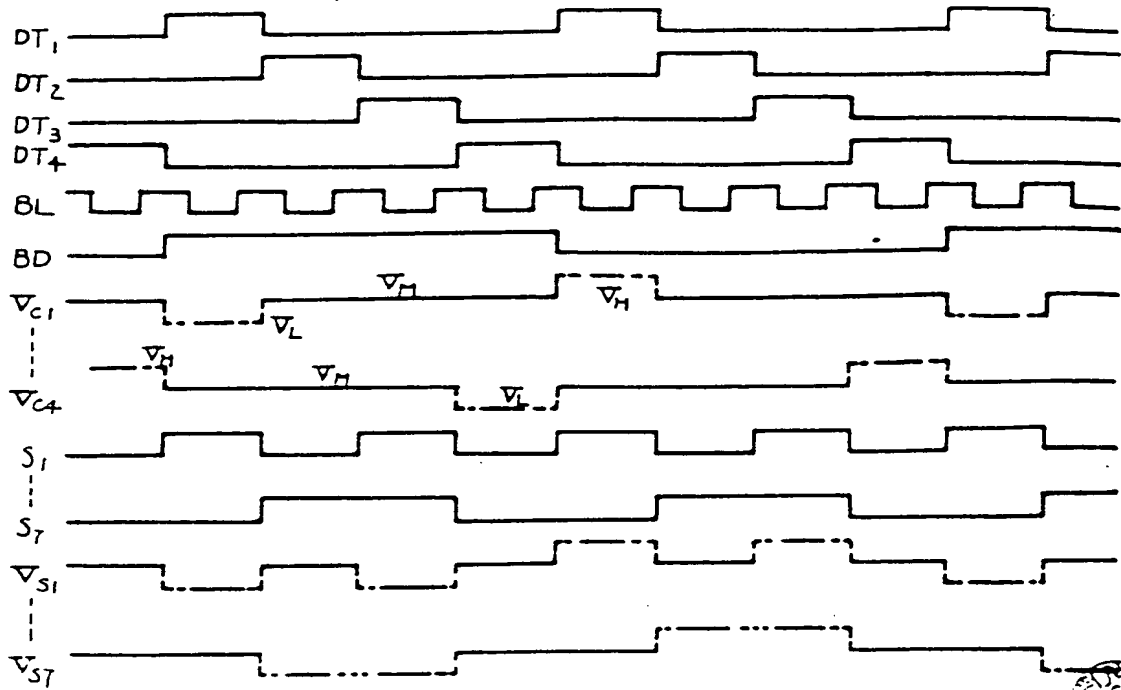 DT1
DT2
DT3
DT4
BL
BD
VC1 VM VH
VL
VH VM
VC4 VL
S1
S7
VS1
VS7